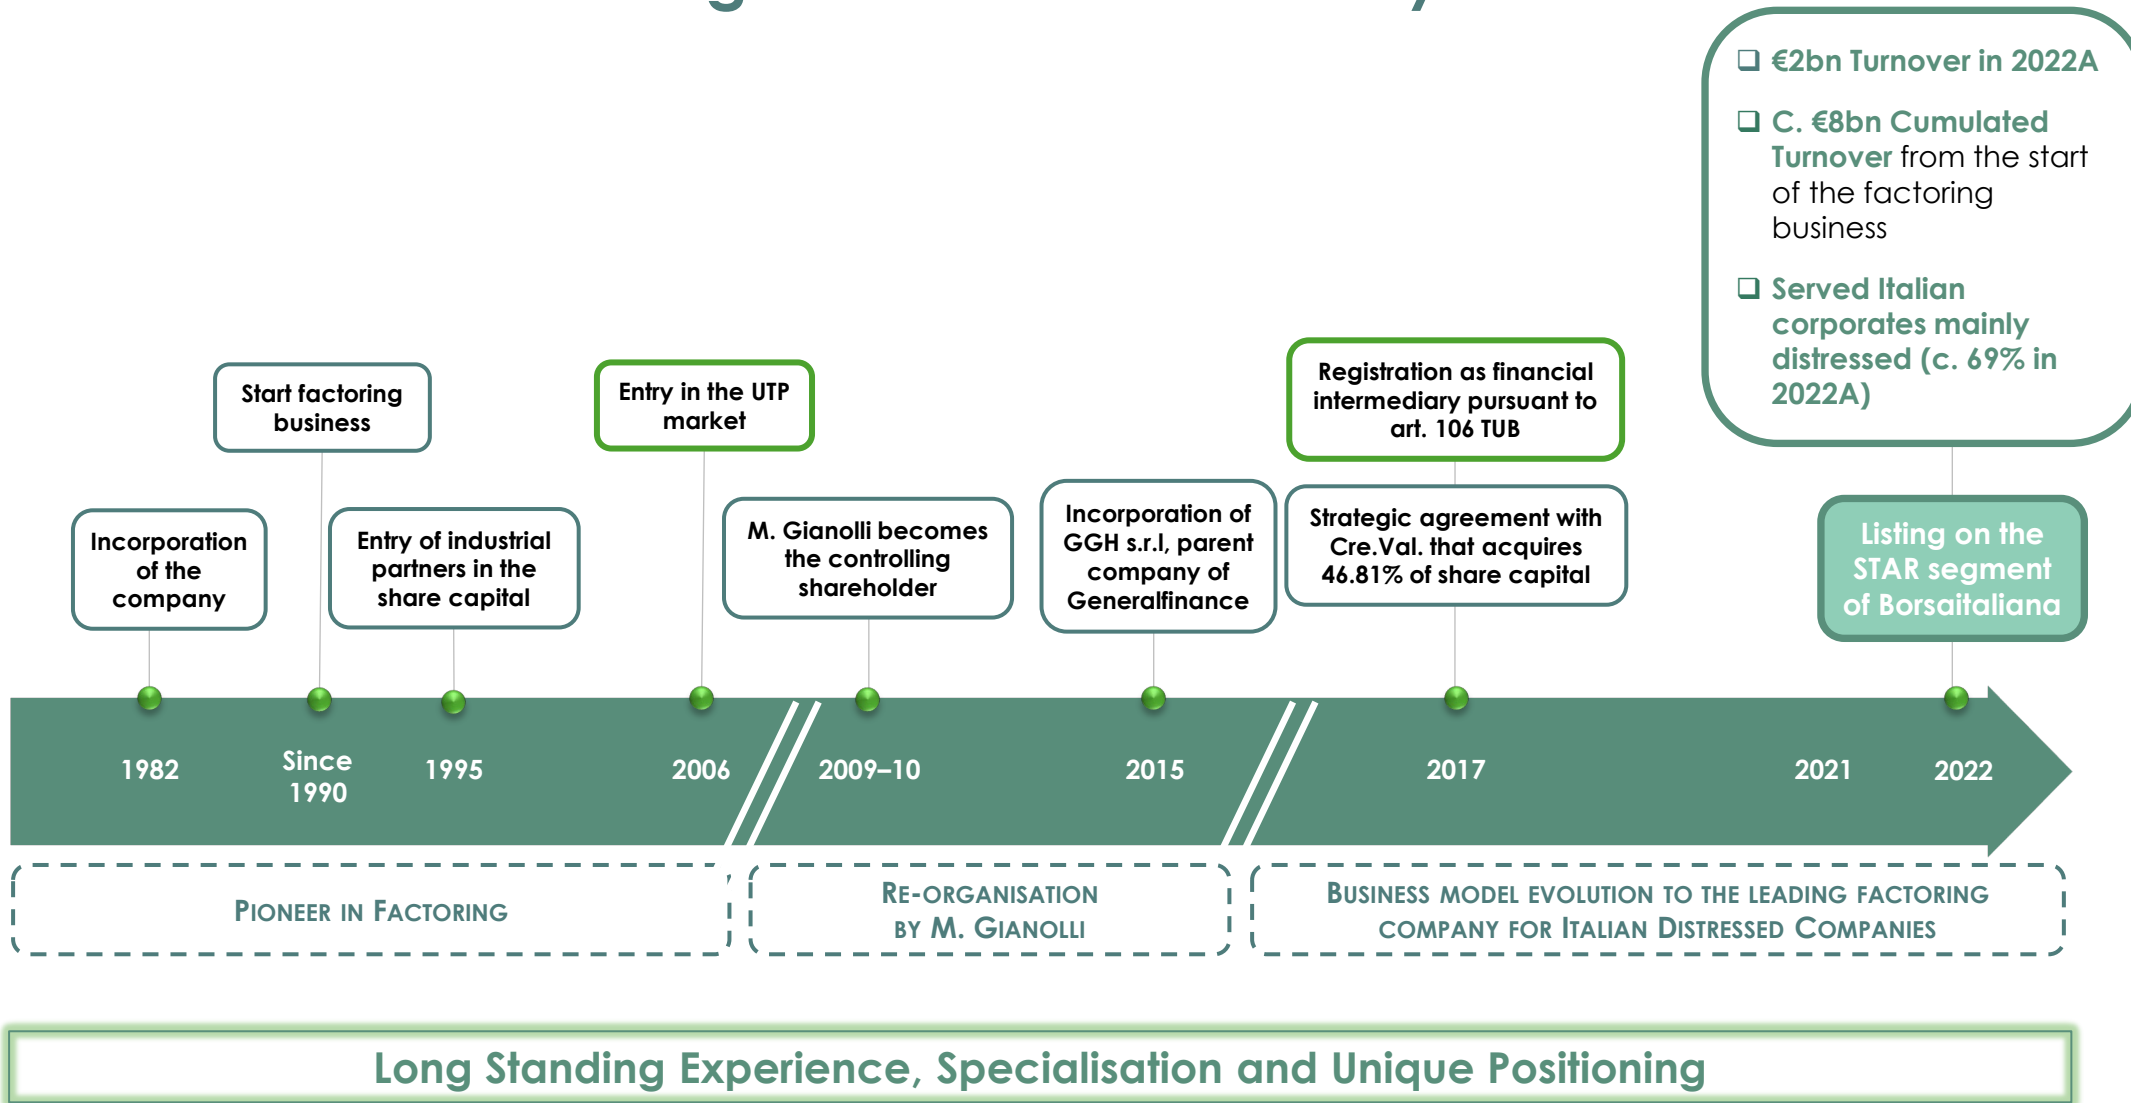 €2bn Turnover in 2022A
C. €8bn Cumulated
Turnover from the start
of the factoring
business
Served Italian
corporates mainly
distressed (c. 69% in
2022A)
Start factoring
business
Entry in the UTP
market
Registration as financial
intermediary pursuant to
art. 106 TUB
Incorporation
of the
company
Entry of industrial
partners in the
share capital
M. Gianolli becomes
the controlling
shareholder
Incorporation of
GGH s.r.l, parent
company of
Generalfinance
Strategic agreement with
Cre.Val. that acquires
46.81% of share capital
Listing on the
STAR segment
of Borsaitaliana
1982
Since
1990
1995
2006
2009–10
2015
2017
2021
2022
PIONEER IN FACTORING
RE-ORGANISATION
BY M. GIANOLLI
BUSINESS MODEL EVOLUTION TO THE LEADING FACTORING
COMPANY FOR ITALIAN DISTRESSED COMPANIES
Long Standing Experience, Specialisation and Unique Positioning